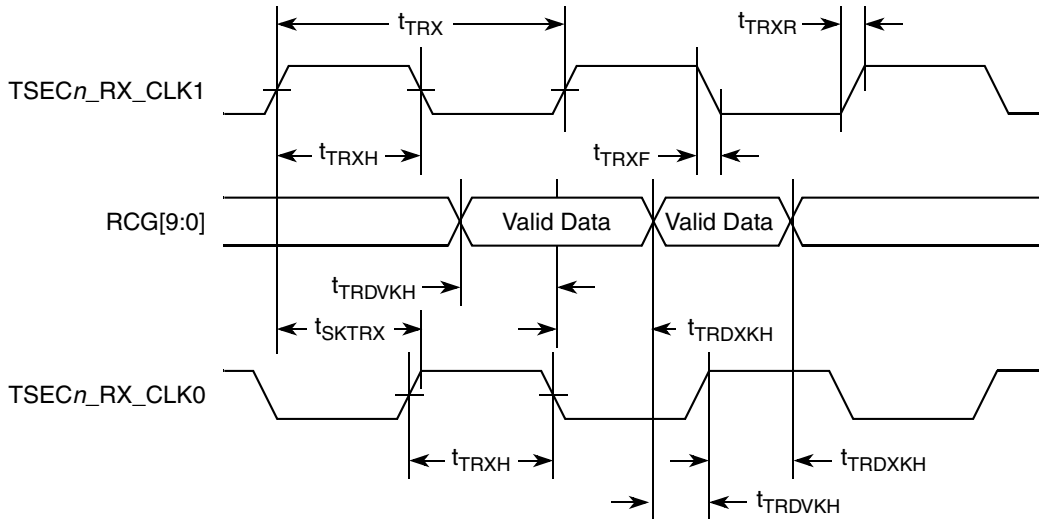 tTRX
tTRXR
TSECn_RX_CLK1
tTRXH
tTRXF
RCG[9:0]
Valid Data
Valid Data
tTRDVKH
tSKTRX
tTRDXKH
TSECn_RX_CLK0
tTRXH
tTRDXKH
tTRDVKH